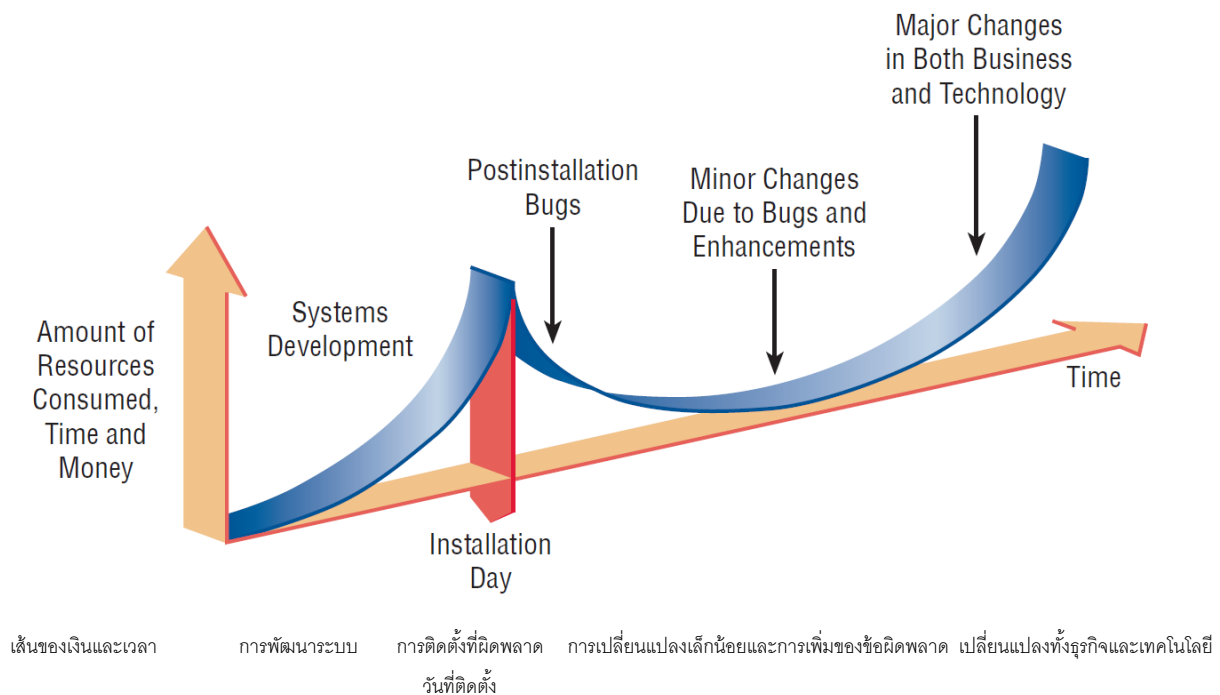 Major Changes
in Both Business
and Technology
Postinstallation
Bugs
Minor Changes
Due to Bugs and
Enhancements
Systems
Development
Amount of
Resources
Consumed,
Time and
Money
Time
Installation
Day
เส้นของเงินและเวลา การพัฒนาระบบ การติดตั้งที่ผิดพลาด การเปลี่ยนแปลงเล็กน้อยและการเพิ่มของข้อผิดพลาด เปลี่ยนแปลงทั้งธุรกิจและเทคโนโลยี
วันที่ติดตั้ง